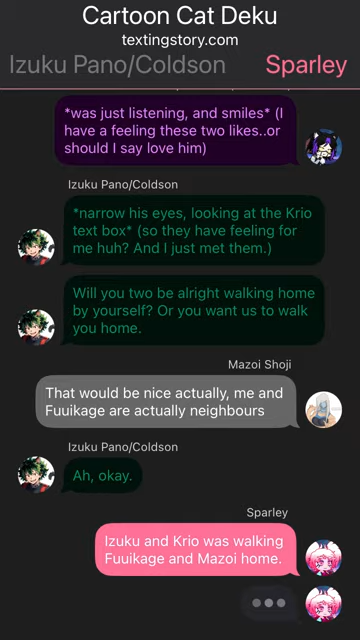 Cartoon Cat Deku
textingstory.com
Izuku Pano/Coldson
Sparley
*was just listening, and smiles* (I
have a feeling these two likes..or
should I say love him)
Izuku Pano/Coldson
*narrow his eyes, looking at the Krio
text box* (so they have feeling for
me huh? And I just met them.)
Will you two be alright walking home
by yourself? Or you want us to walk
you home.
Mazoi Shoji
That would be nice actually, me and
Fuuikage are actually neighbours
Izuku Pano/Coldson
Ah, okay.
Sparley
Izuku and Krio was walking
Fuuikage and Mazoi home.